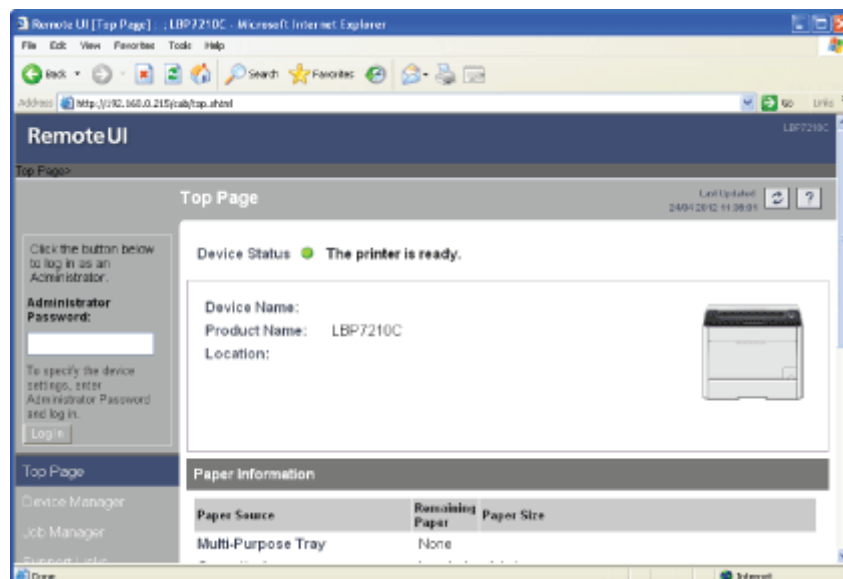 Remote UI [Top Page] : ; LBP7210C - Microsoft Internet Explorer
File Edit View Favorites Tools Help
Back Search Favorites
Address http://192.168.0.215/cab/top.shtml Go Links
Remote UI
LBP7210C
Top Page>
Top Page
Last Updated:
24/04/2012 11:38:01
?
Click the button below
to log in as an
Administrator.
Administrator
Password:
To specify the device
settings, enter
Administrator Password
and log in.
Log In
Device Status The printer is ready.
Device Name:
Product Name: LBP7210C
Location:
Top Page
Device Manager
Job Manager
Support Links
Paper Information
Paper Source Remaining Paper Paper Size
Multi-Purpose Tray None
Done Internet